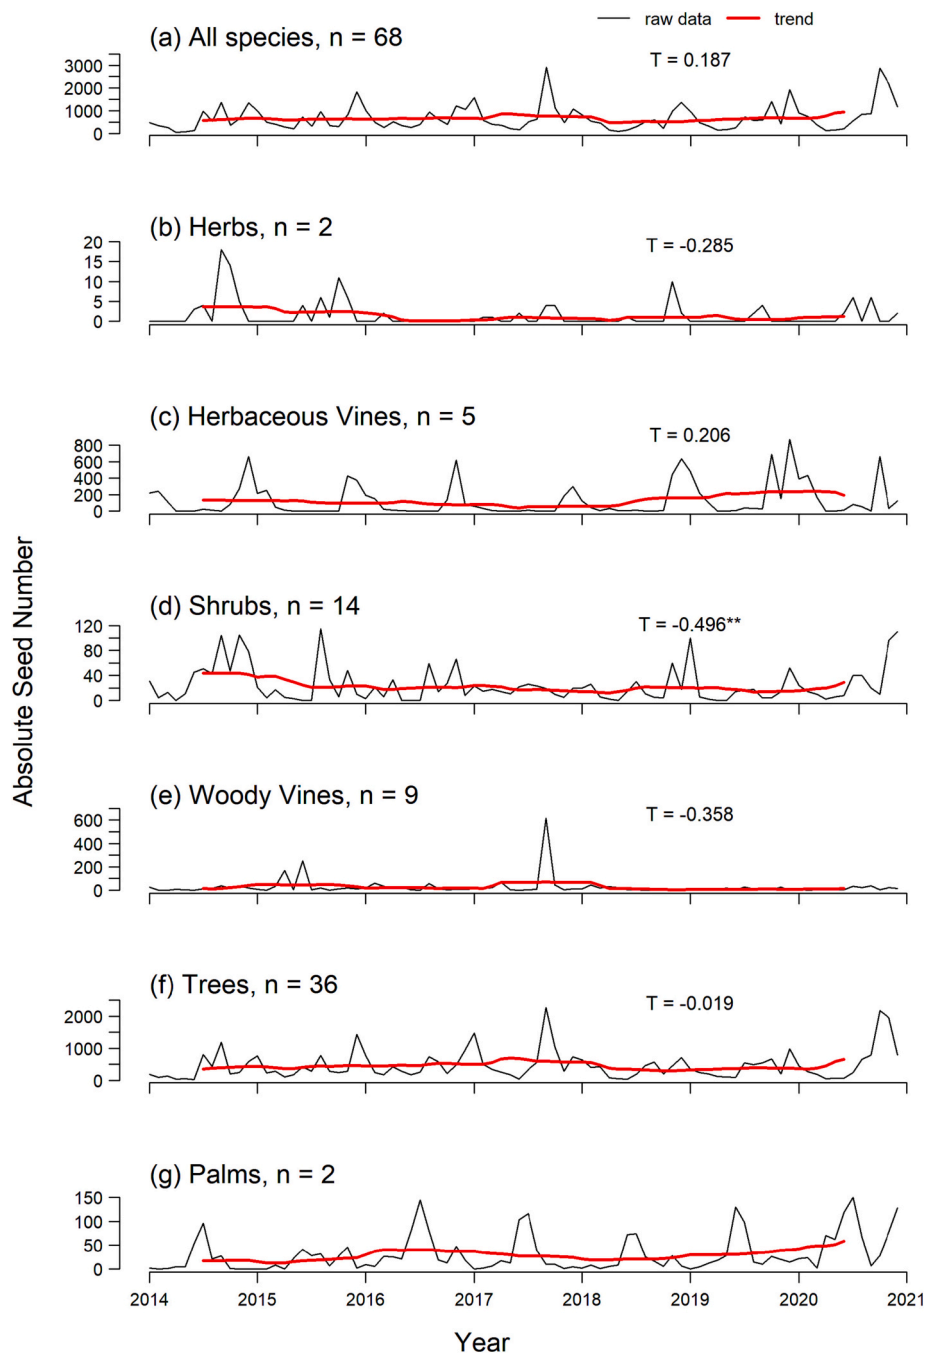 raw data trend
(a) All species, n = 68
T = 0.187
3000
2000
1000
0
(b) Herbs, n = 2
T = -0.285
20
15
10
5
0
(c) Herbaceous Vines, n = 5
T = 0.206
800
600
400
200
0
(d) Shrubs, n = 14
T = -0.496**
120
80
40
20
0
(e) Woody Vines, n = 9
T = -0.358
600
400
200
0
(f) Trees, n = 36
T = -0.019
2000
1000
500
0
(g) Palms, n = 2
150
100
50
0
2014 2015 2016 2017 2018 2019 2020 2021
Year
Absolute Seed Number